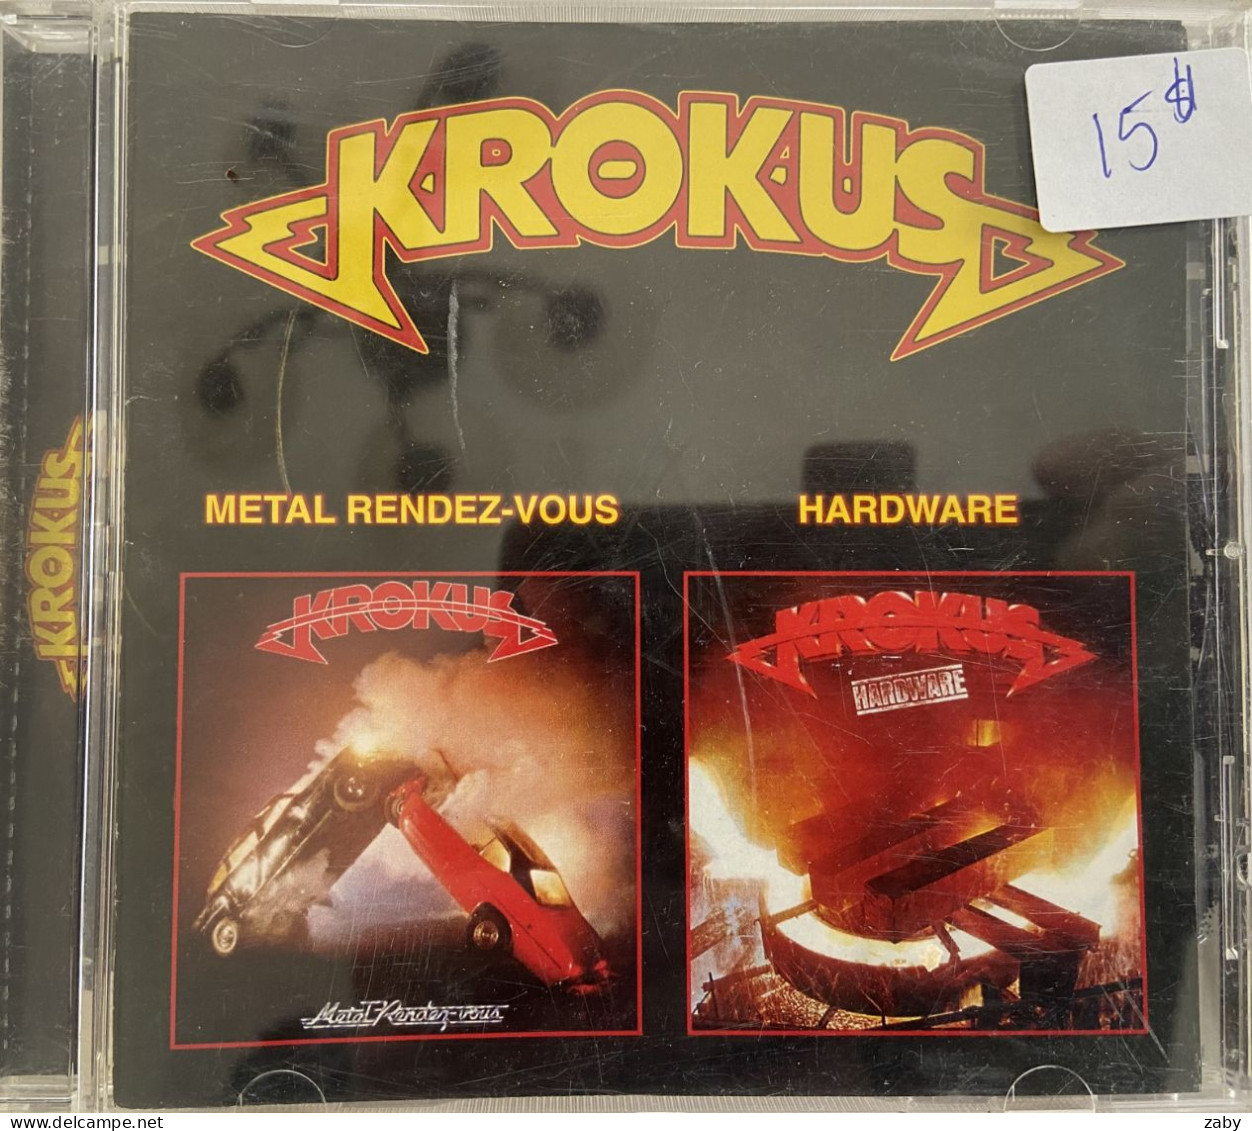 KROKUS
15 $
KROKUS
METAL RENDEZ-VOUS
HARDWARE
KROKUS
KROKUS
HARDWARE
Metal Rendez-vous
www.delcampe.net
zaby